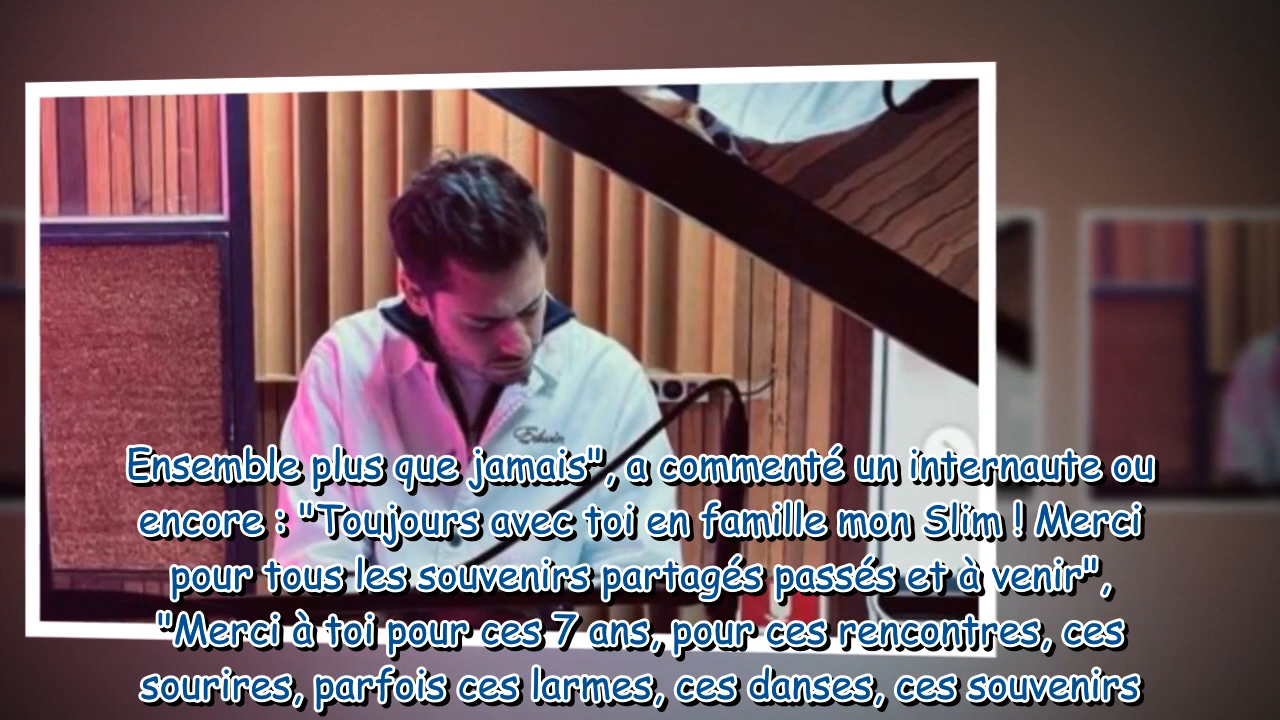 Edwin
Ensemble plus que jamais", a commenté un internaute ou
encore : "Toujours avec toi en famille mon Slim ! Merci
pour tous les souvenirs partagés passés et à venir",
"Merci à toi pour ces 7 ans, pour ces rencontres, ces
sourires, parfois ces larmes, ces danses, ces souvenirs